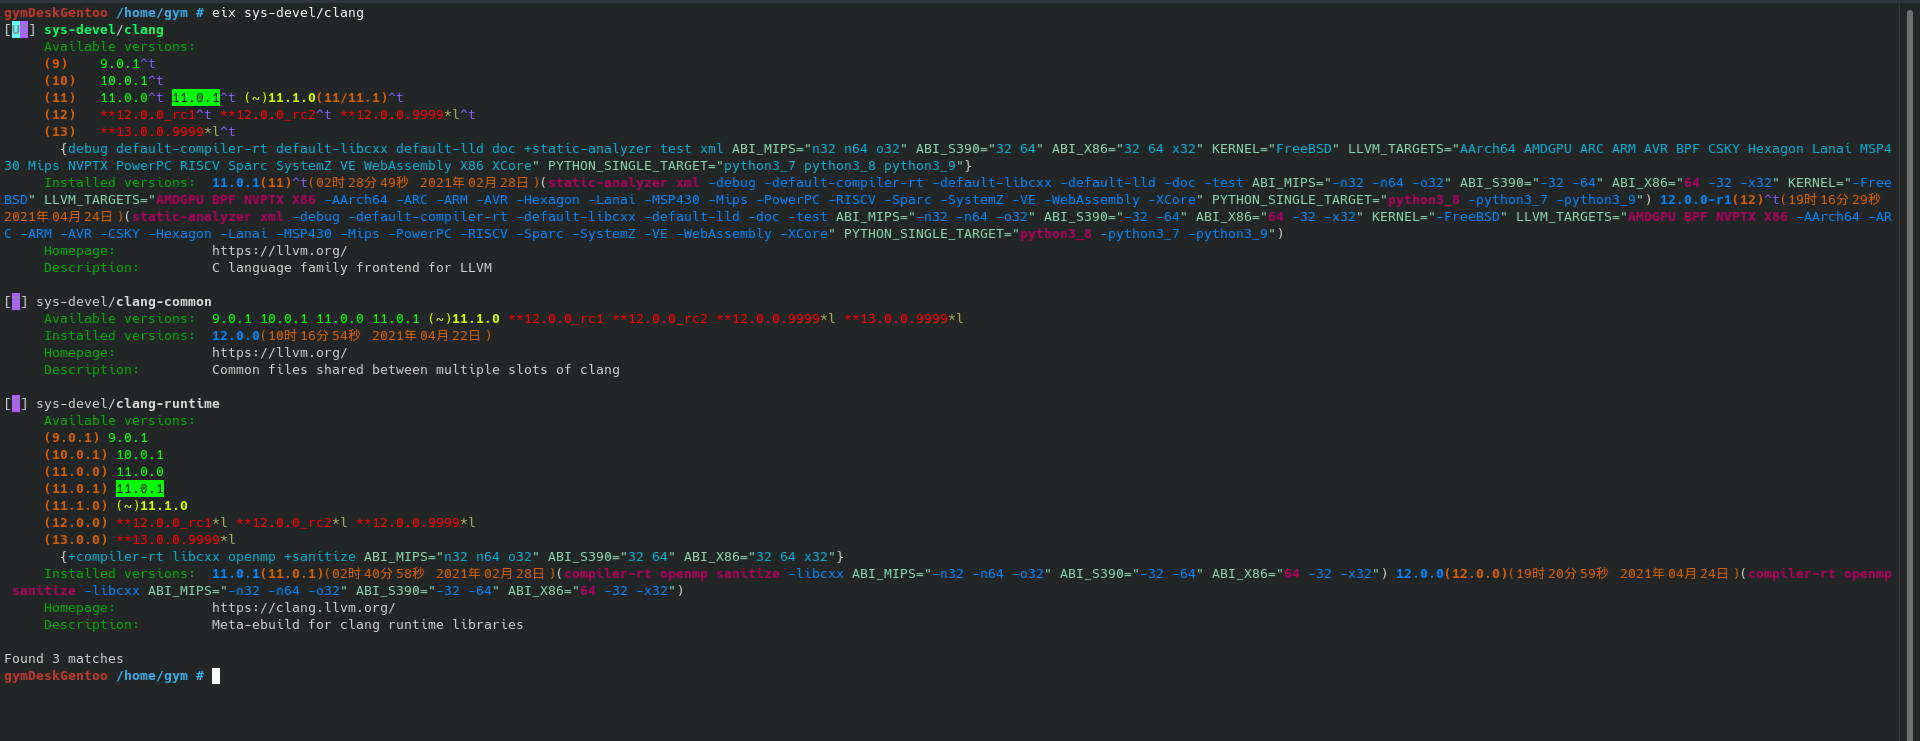 gymDeskGentoo /home/gym # eix sys-devel/clang
[U ] sys-devel/clang
Available versions:
(9) 9.0.1^t
(10) 10.0.1^t
(11) 11.0.0^t 11.0.1^t (~)11.1.0(11/11.1)^t
(12) **12.0.0_rc1^t **12.0.0_rc2^t **12.0.0.9999*l^t
(13) **13.0.0.9999*l^t
{debug default-compiler-rt default-libcxx default-lld doc +static-analyzer test xml ABI_MIPS="n32 n64 o32" ABI_S390="32 64" ABI_X86="32 64 x32" KERNEL="FreeBSD" LLVM_TARGETS="AArch64 AMDGPU ARC ARM AVR BPF CSKY Hexagon Lanai MSP4
30 Mips NVPTX PowerPC RISCV Sparc SystemZ VE WebAssembly X86 XCore" PYTHON_SINGLE_TARGET="python3_7 python3_8 python3_9"}
Installed versions: 11.0.1(11)^t(02时28分49秒 2021年02月28日)(static-analyzer xml -debug -default-compiler-rt -default-libcxx -default-lld -doc -test ABI_MIPS="-n32 -n64 -o32" ABI_S390="-32 -64" ABI_X86="64 -32 -x32" KERNEL="-Free
BSD" LLVM_TARGETS="AMDGPU BPF NVPTX X86 -AArch64 -ARC -ARM -AVR -Hexagon -Lanai -MSP430 -Mips -PowerPC -RISCV -Sparc -SystemZ -VE -WebAssembly -XCore" PYTHON_SINGLE_TARGET="python3_8 -python3_7 -python3_9") 12.0.0-r1(12)^t(19时16分29秒
2021年04月24日)(static-analyzer xml -debug -default-compiler-rt -default-libcxx -default-lld -doc -test ABI_MIPS="-n32 -n64 -o32" ABI_S390="-32 -64" ABI_X86="64 -32 -x32" KERNEL="-FreeBSD" LLVM_TARGETS="AMDGPU BPF NVPTX X86 -AArch64 -AR
C -ARM -AVR -CSKY -Hexagon -Lanai -MSP430 -Mips -PowerPC -RISCV -Sparc -SystemZ -VE -WebAssembly -XCore" PYTHON_SINGLE_TARGET="python3_8 -python3_7 -python3_9")
Homepage: https://llvm.org/
Description: C language family frontend for LLVM
[ ] sys-devel/clang-common
Available versions: 9.0.1 10.0.1 11.0.0 11.0.1 (~)11.1.0 **12.0.0_rc1 **12.0.0_rc2 **12.0.0.9999*l **13.0.0.9999*l
Installed versions: 12.0.0(10时16分54秒 2021年04月22日)
Homepage: https://llvm.org/
Description: Common files shared between multiple slots of clang
[ ] sys-devel/clang-runtime
Available versions:
(9.0.1) 9.0.1
(10.0.1) 10.0.1
(11.0.0) 11.0.0
(11.0.1) 11.0.1
(11.1.0) (~)11.1.0
(12.0.0) **12.0.0_rc1*l **12.0.0_rc2*l **12.0.0.9999*l
(13.0.0) **13.0.0.9999*l
{+compiler-rt libcxx openmp +sanitize ABI_MIPS="n32 n64 o32" ABI_S390="32 64" ABI_X86="32 64 x32"}
Installed versions: 11.0.1(11.0.1)(02时40分58秒 2021年02月28日)(compiler-rt openmp sanitize -libcxx ABI_MIPS="-n32 -n64 -o32" ABI_S390="-32 -64" ABI_X86="64 -32 -x32") 12.0.0(12.0.0)(19时20分59秒 2021年04月24日)(compiler-rt openmp
sanitize -libcxx ABI_MIPS="-n32 -n64 -o32" ABI_S390="-32 -64" ABI_X86="64 -32 -x32")
Homepage: https://clang.llvm.org/
Description: Meta-ebuild for clang runtime libraries
Found 3 matches
gymDeskGentoo /home/gym #